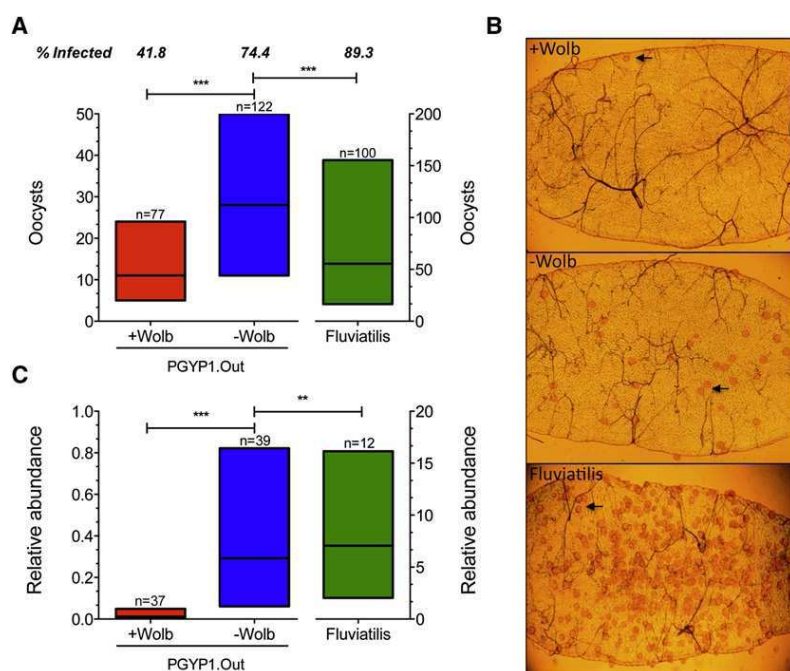 A
% Infected 41.8 74.4 89.3
*** ***
50 n=122 200
40 n=100 150
30
n=77 100
20
50
10
0 0
Oocysts Oocysts
+Wolb -Wolb Fluviatilis
PGYP1.Out
C
*** **
1.0 n=39 n=12 20
0.8 15
0.6
10
0.4
5
0.2 n=37
0.0 0
Relative abundance Relative abundance
+Wolb -Wolb Fluviatilis
PGYP1.Out
B
+Wolb
-Wolb
Fluviatilis